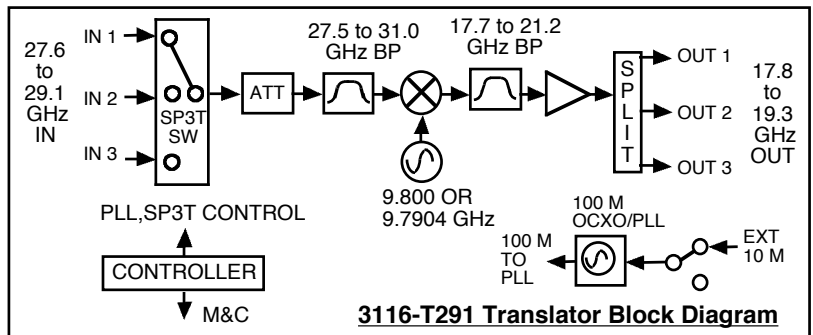 27.6
to
29.1
GHz
IN
IN 1
IN 2
IN 3
SP3T
SW
ATT
27.5 to 31.0
GHz BP
17.7 to 21.2
GHz BP
9.800 OR
9.7904 GHz
SPLIT
OUT 1
OUT 2
OUT 3
17.8
to
19.3
GHz
OUT
PLL,SP3T CONTROL
CONTROLLER
M&C
100 M
OCXO/PLL
100 M
TO
PLL
EXT
10 M
3116-T291 Translator Block Diagram